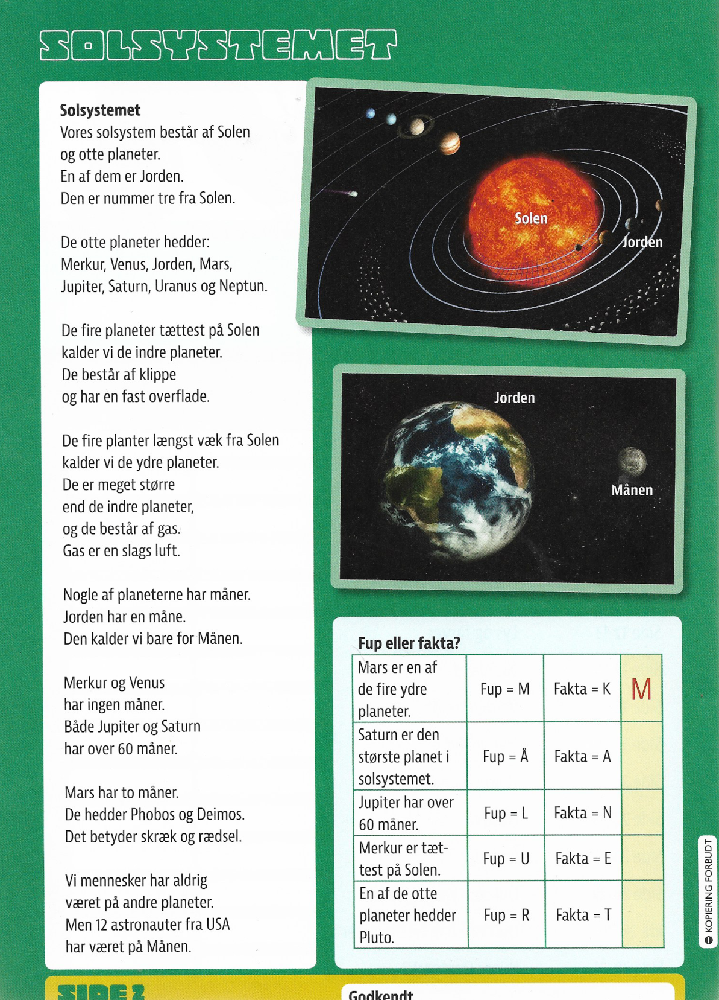 SOLSYSTEMET
Solsystemet
Vores solsystem består af Solen
og otte planeter.
En af dem er Jorden.
Den er nummer tre fra Solen.
De otte planeter hedder:
Merkur, Venus, Jorden, Mars,
Jupiter, Saturn, Uranus og Neptun.
De fire planeter tættest på Solen
kalder vi de indre planeter.
De består af klippe
og har en fast overflade.
De fire planter længst væk fra Solen
kalder vi de ydre planeter.
De er meget større
end de indre planeter,
og de består af gas.
Gas er en slags luft.
Nogle af planeterne har måner.
Jorden har en måne.
Den kalder vi bare for Månen.
Merkur og Venus
har ingen måner.
Både Jupiter og Saturn
har over 60 måner.
Mars har to måner.
De hedder Phobos og Deimos.
Det betyder skræk og rædsel.
Vi mennesker har aldrig
været på andre planeter.
Men 12 astronauter fra USA
har været på Månen.
Solen
Jorden
Jorden
Månen
Fup eller fakta?
Mars er en af
de fire ydre
planeter.
Fup = M
Fakta = K
M
Saturn er den
største planet i
solsystemet.
Fup = Å
Fakta = A
Jupiter har over
60 måner.
Fup = L
Fakta = N
Merkur er tæt-
test på Solen.
Fup = U
Fakta = E
En af de otte
planeter hedder
Pluto.
Fup = R
Fakta = T
KOPIERING FORBUDT
SIDE 2
Godkendt